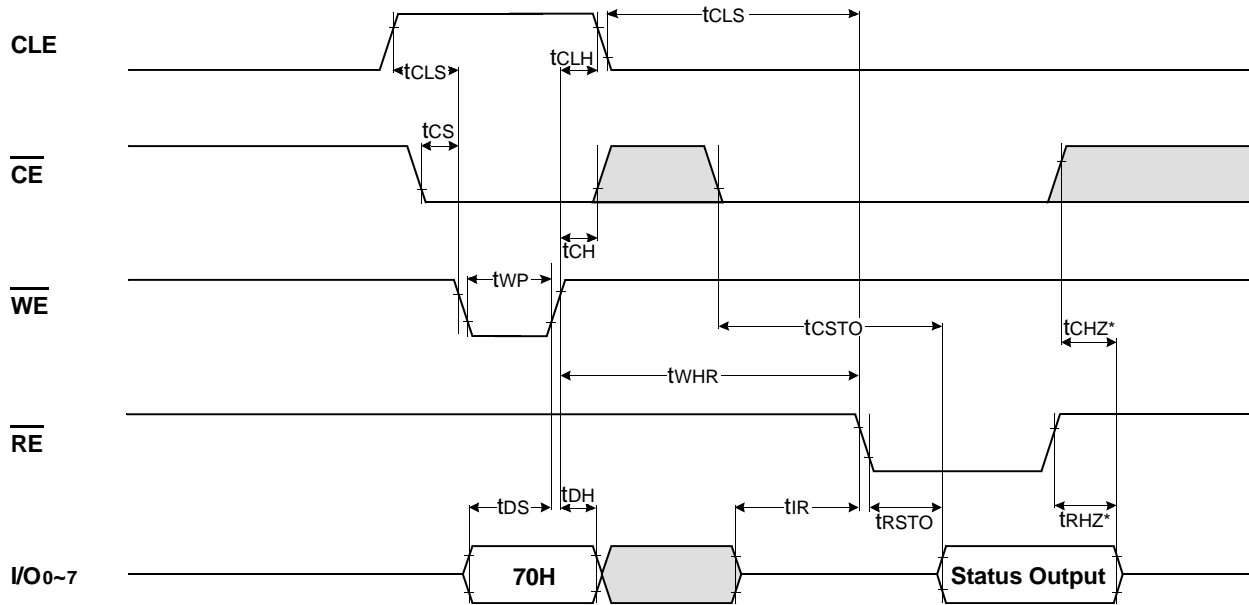 tCLS
CLE
tCLS
tCLH
tCS
CE
tCH
tWP
WE
tCSTO
tCHZ*
tWHR
RE
tDS
tDH
tIR
tRSTO
tRHZ*
I/O0~7
70H
Status Output